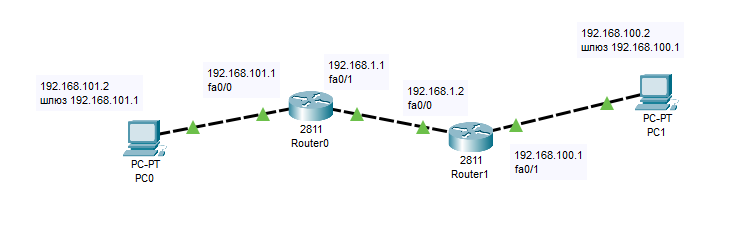 192.168.101.2
шлюз 192.168.101.1
PC-PT
PC0
192.168.101.1
fa0/0
2811
Router0
192.168.1.1
fa0/1
192.168.1.2
fa0/0
2811
Router1
192.168.100.1
fa0/1
192.168.100.2
шлюз 192.168.100.1
PC-PT
PC1